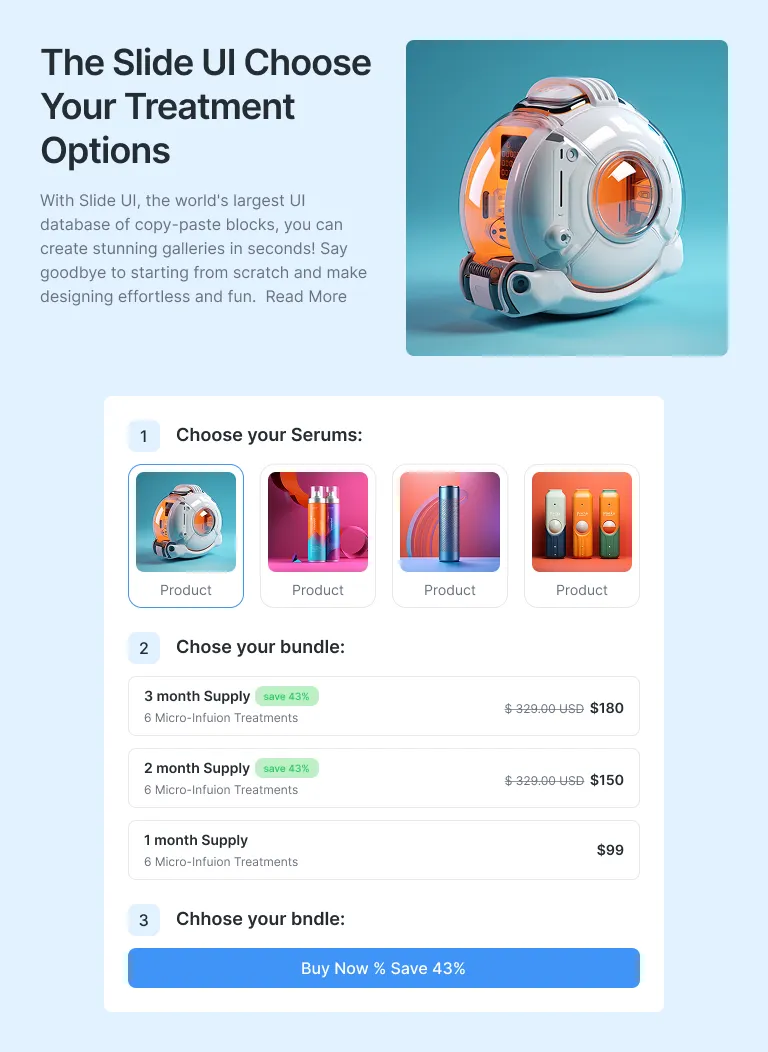 The Slide UI Choose
Your Treatment
Options
With Slide UI, the world's largest UI
database of copy-paste blocks, you can
create stunning galleries in seconds! Say
goodbye to starting from scratch and make
designing effortless and fun.  Read More
1 Choose your Serums:
Product Product Product Product
2 Chose your bundle:
3 month Supply save 43%
6 Micro-Infuion Treatments
$ 329.00 USD $180
2 month Supply save 43%
6 Micro-Infuion Treatments
$ 329.00 USD $150
1 month Supply
6 Micro-Infuion Treatments
$99
3 Chhose your bndle:
Buy Now % Save 43%